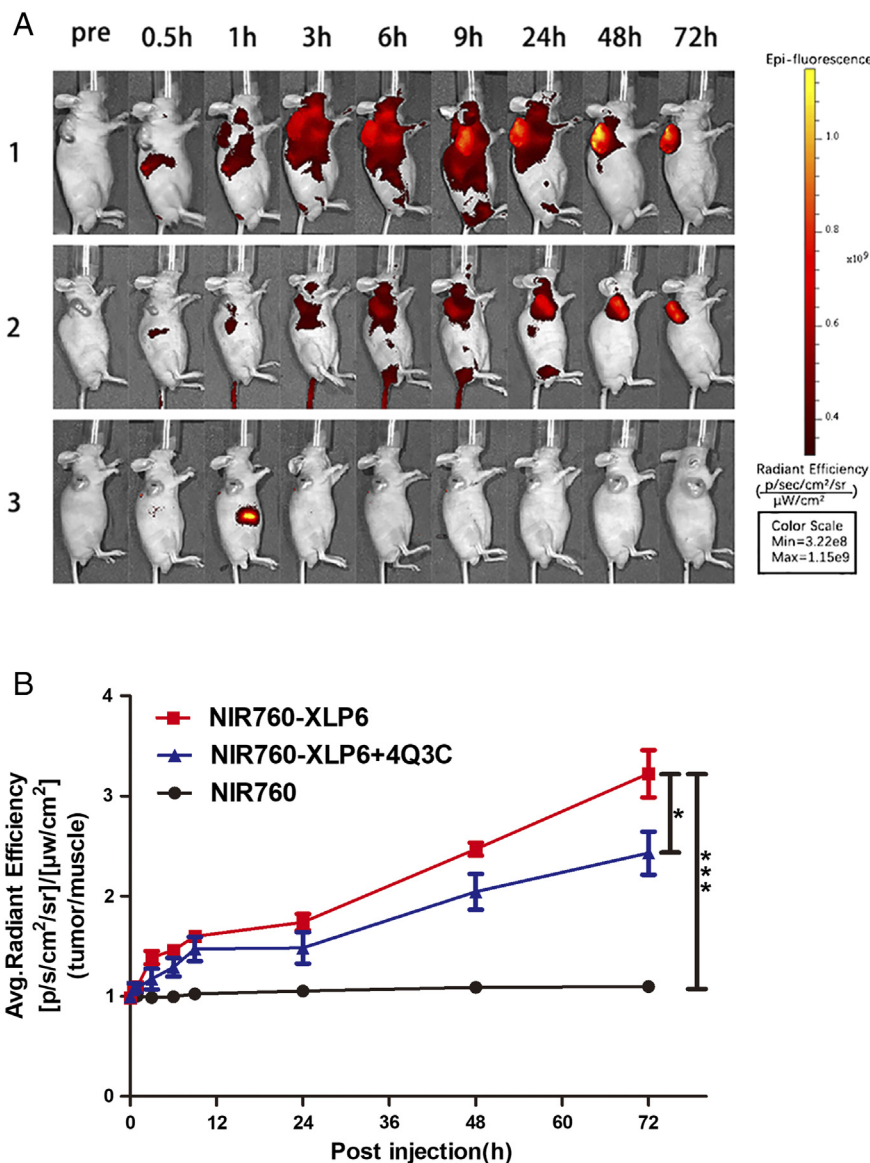 A
pre 0.5h 1h 3h 6h 9h 24h 48h 72h
Epi-fluorescence
1
2
3
1.0
0.8
x10⁹
0.6
0.4
Radiant Efficiency
(p/sec/cm²/sr)
µW/cm²
Color Scale
Min=3.22e8
Max=1.15e9
B
NIR760-XLP6
NIR760-XLP6+4Q3C
NIR760
Avg.Radiant Efficiency
[p/s/cm²/sr]/[µw/cm²]
(tumor/muscle)
4
3
2
1
0
*
***
0 12 24 36 48 60 72
Post injection(h)